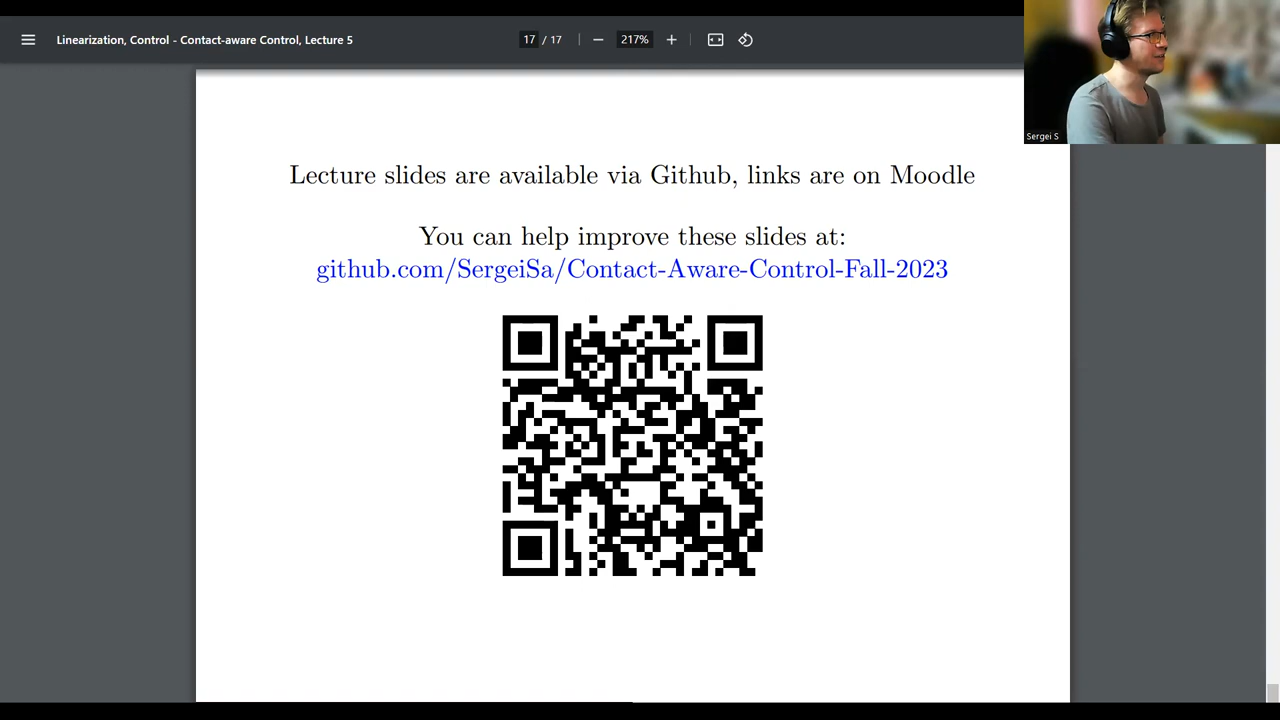 Linearization, Control - Contact-aware Control, Lecture 5
17 / 17
217%
Sergei S
Lecture slides are available via Github, links are on Moodle
You can help improve these slides at:
github.com/SergeiSa/Contact-Aware-Control-Fall-2023